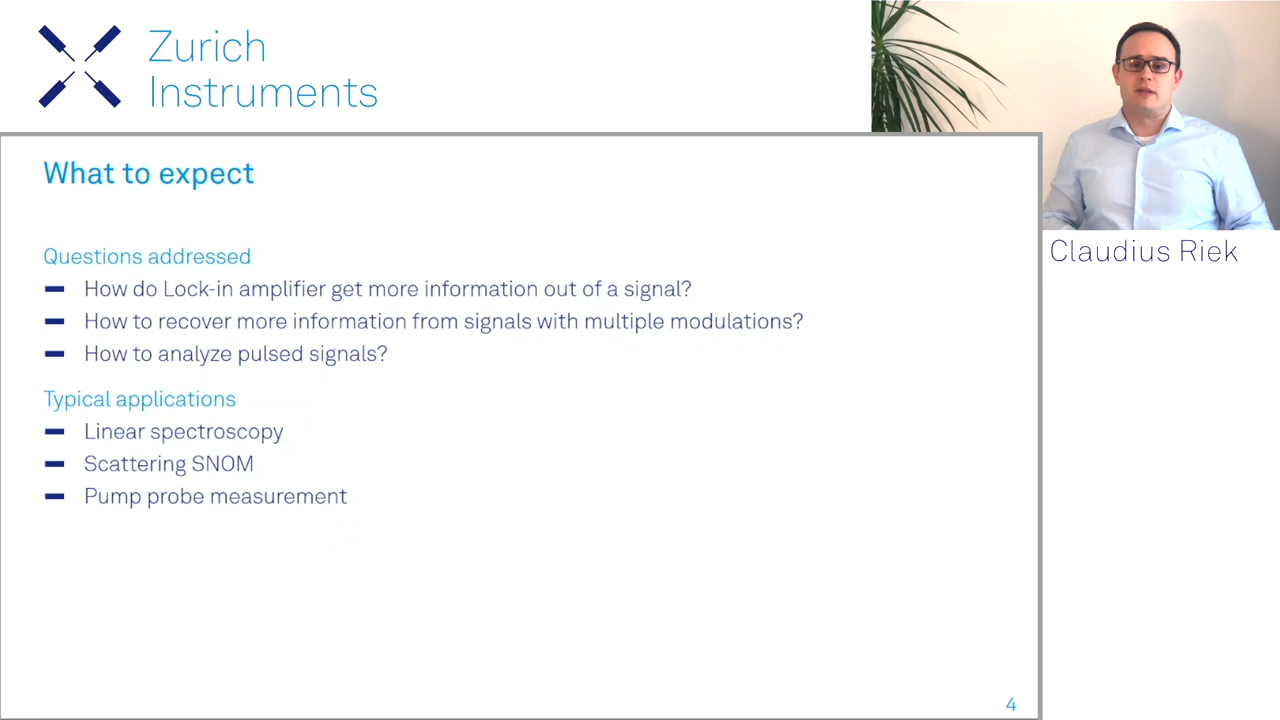 Zurich
Instruments
Claudius Riek
What to expect
Questions addressed
How do Lock-in amplifier get more information out of a signal?
How to recover more information from signals with multiple modulations?
How to analyze pulsed signals?
Typical applications
Linear spectroscopy
Scattering SNOM
Pump probe measurement
4